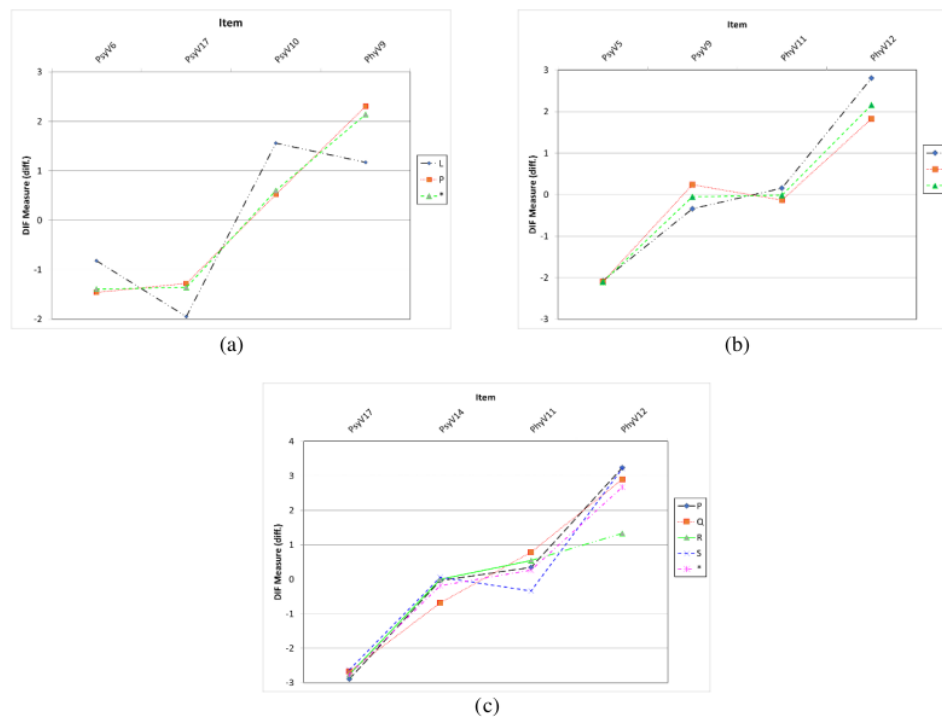 Item
PsyV6 PsyV17 PsyV10 PhyV9
DIF Measure (diff.)
3
2
1
0
-1
-2
L
P
*
(a)
Item
PsyV5 PsyV9 PhyV11 PhyV12
DIF Measure (diff.)
3
2
1
0
-1
-2
-3
(b)
Item
PsyV17 PsyV14 PhyV11 PhyV12
DIF Measure (diff.)
4
3
2
1
0
-1
-2
-3
P
Q
R
S
*
(c)